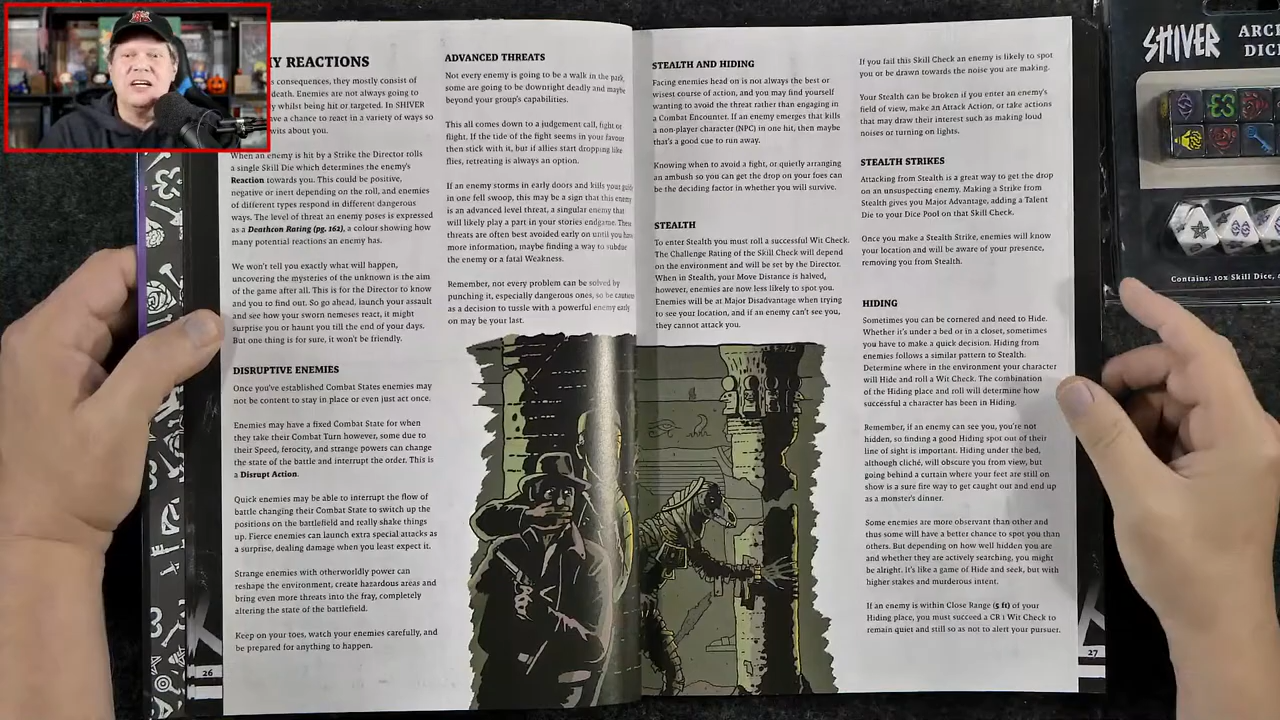 Y REACTIONS
s consequences, they mostly consist of
death. Enemies are not always going to
y whilst being hit or targeted. In SHIVER
ve a chance to react in a variety of ways so
wits about you.
When an enemy is hit by a Strike the Director rolls
a single Skill Die which determines the enemy's
Reaction towards you. This could be positive,
negative or inert depending on the roll, and enemies
of different types respond in different dangerous
ways. The level of threat an enemy poses is expressed
as a Deathcon Rating (pg. 162), a colour showing how
many potential reactions an enemy has.
We won't tell you exactly what will happen,
uncovering the mysteries of the unknown is the aim
of the game after all. This is for the Director to know
and you to find out. So go ahead, launch your assault
and see how your sworn nemeses react, it might
surprise you or haunt you till the end of your days.
But one thing is for sure, it won't be friendly.
DISRUPTIVE ENEMIES
Once you've established Combat States enemies may
not be content to stay in place or even just act once.
Enemies may have a fixed Combat State for when
they take their Combat Turn however, some due to
their Speed, ferocity, and strange powers can change
the state of the battle and interrupt the order. This is
a Disrupt Action.
Quick enemies may be able to interrupt the flow of
battle changing their Combat State to switch up the
positions on the battlefield and really shake things
up. Fierce enemies can launch extra special attacks as
a surprise, dealing damage when you least expect it.
Strange enemies with otherworldly power can
reshape the environment, create hazardous areas and
bring even more threats into the fray, completely
altering the state of the battlefield.
Keep on your toes, watch your enemies carefully, and
be prepared for anything to happen.
26
ADVANCED THREATS
Not every enemy is going to be a walk in the park,
some are going to be downright deadly and maybe
beyond your group's capabilities.
This all comes down to a judgement call, fight or
flight. If the tide of the fight seems in your favour
then stick with it, but if allies start dropping like
flies, retreating is always an option.
If an enemy storms in early doors and kills your guide
in one fell swoop, this may be a sign that this enemy
is an advanced level threat, a singular enemy that
will likely play a part in your stories endgame. These
threats are often best avoided early on until you have
more information, maybe finding a way to subdue
the enemy or a fatal Weakness.
Remember, not every problem can be solved by
punching it, especially dangerous ones, so be cautious
as a decision to tussle with a powerful enemy early
on may be your last.
STEALTH AND HIDING
Facing enemies head on is not always the best or
wisest course of action, and you may find yourself
wanting to avoid the threat rather than engaging in
a Combat Encounter. If an enemy emerges that kills
a non-player character (NPC) in one hit, then maybe
that's a good cue to run away.
Knowing when to avoid a fight, or quietly arranging
an ambush so you can get the drop on your foes can
be the deciding factor in whether you will survive.
STEALTH
To enter Stealth you must roll a successful Wit Check.
The Challenge Rating of the Skill Check will depend
on the environment and will be set by the Director.
When in Stealth, your Move Distance is halved,
however, enemies are now less likely to spot you.
Enemies will be at Major Disadvantage when trying
to see your location, and if an enemy can't see you,
they cannot attack you.
If you fail this Skill Check an enemy is likely to spot
you or be drawn towards the noise you are making.
Your Stealth can be broken if you enter an enemy's
field of view, make an Attack Action, or take actions
that may draw their interest such as making loud
noises or turning on lights.
STEALTH STRIKES
Attacking from Stealth is a great way to get the drop
on an unsuspecting enemy. Making a Strike from
Stealth gives you Major Advantage, adding a Talent
Die to your Dice Pool on that Skill Check.
Once you make a Stealth Strike, enemies will know
your location and will be aware of your presence,
removing you from Stealth.
HIDING
Sometimes you can be cornered and need to Hide.
Whether it's under a bed or in a closet, sometimes
you have to make a quick decision. Hiding from
enemies follows a similar pattern to Stealth.
Determine where in the environment your character
will Hide and roll a Wit Check. The combination
of the Hiding place and roll will determine how
successful a character has been in Hiding.
Remember, if an enemy can see you, you're not
hidden, so finding a good Hiding spot out of their
line of sight is important. Hiding under the bed,
although cliché, will obscure you from view, but
going behind a curtain where your feet are still on
show is a sure fire way to get caught out and end up
as a monster's dinner.
Some enemies are more observant than other and
thus some will have a better chance to spot you than
others. But depending on how well hidden you are
and whether they are actively searching, you might
be alright. It's like a game of Hide and seek, but with
higher stakes and murderous intent.
If an enemy is within Close Range (5 ft) of your
Hiding place, you must succeed a CR 1 Wit Check to
remain quiet and still so as not to alert your pursuer.
27
SHIVER
ARC
DIC
Contains: 10x Skill Dice,